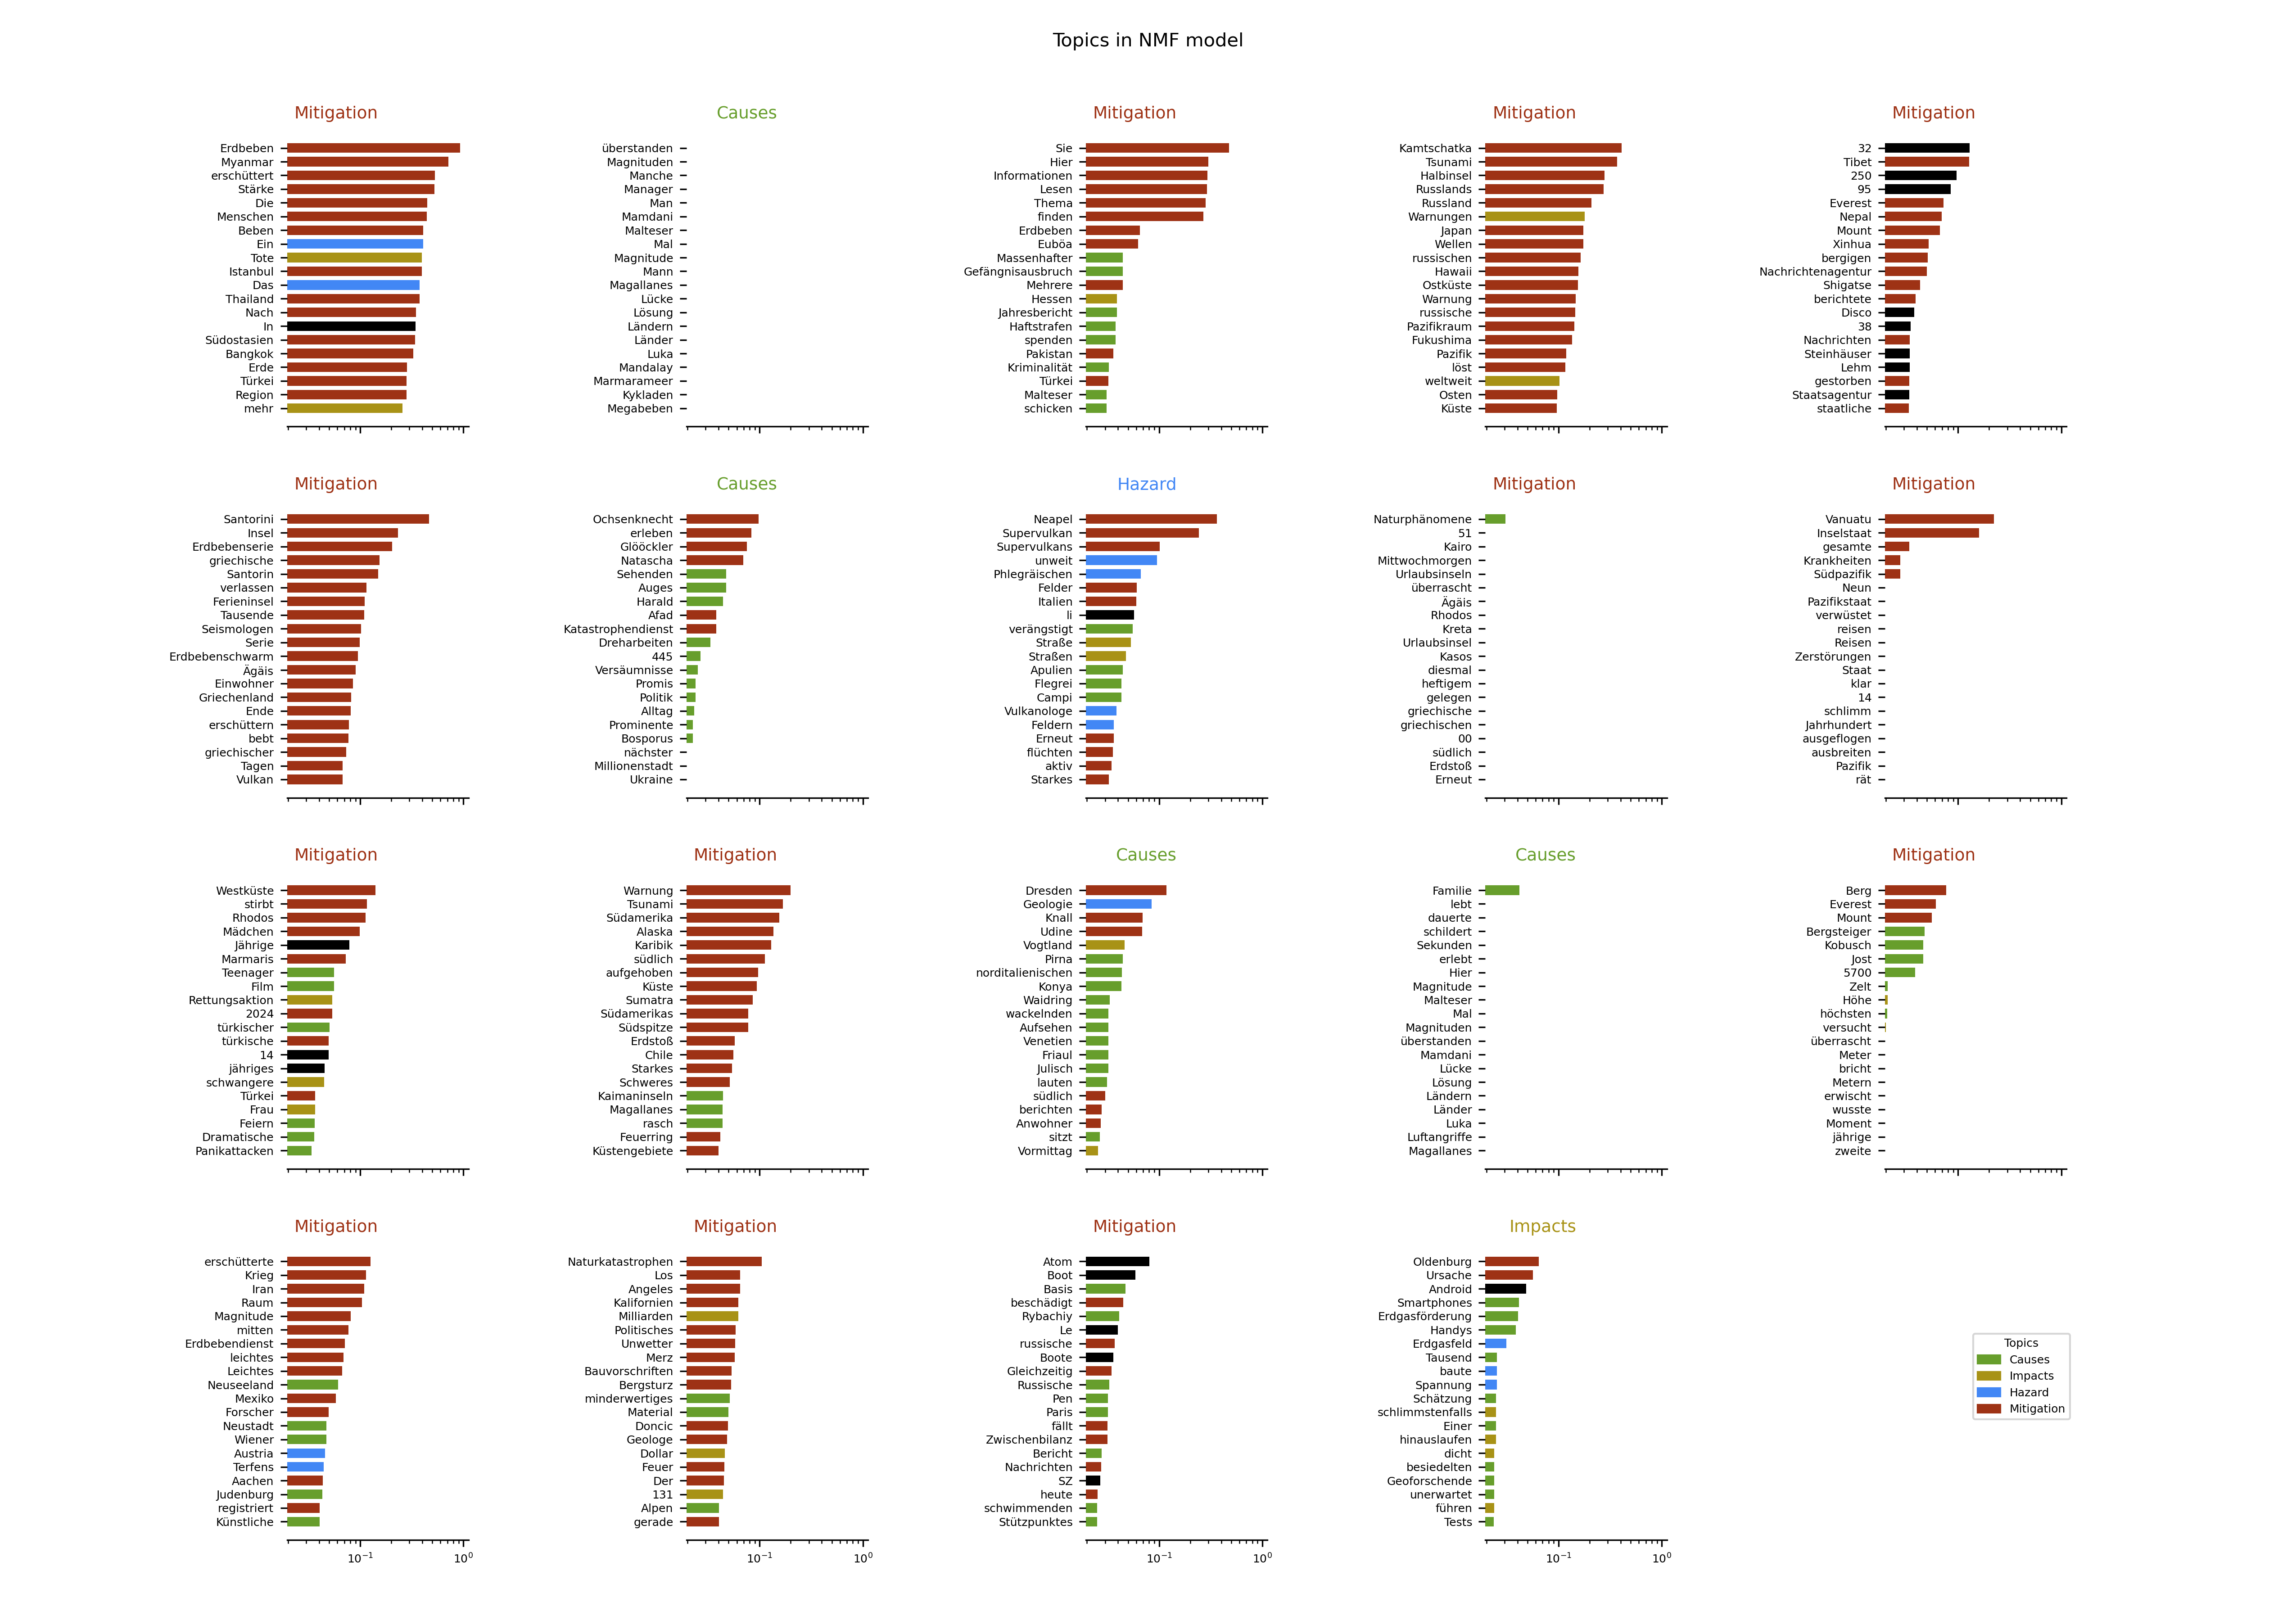 Topics in NMF model
Mitigation
Erdbeben
Myanmar
erschüttert
Stärke
Die
Menschen
Beben
Ein
Tote
Istanbul
Das
Thailand
Nach
In
Südostasien
Bangkok
Erde
Türkei
Region
mehr
Causes
überstanden
Magnituden
Manche
Manager
Man
Mamdani
Malteser
Mal
Magnitude
Mann
Magallanes
Lücke
Lösung
Ländern
Länder
Luka
Mandalay
Marmarameer
Kykladen
Megabeben
Mitigation
Sie
Hier
Informationen
Lesen
Thema
finden
Erdbeben
Euböa
Massenhafter
Gefängnisausbruch
Mehrere
Hessen
Jahresbericht
Haftstrafen
spenden
Pakistan
Kriminalität
Türkei
Malteser
schicken
Mitigation
Kamtschatka
Tsunami
Halbinsel
Russlands
Russland
Warnungen
Japan
Wellen
russischen
Hawaii
Ostküste
Warnung
russische
Pazifikraum
Fukushima
Pazifik
löst
weltweit
Osten
Küste
Mitigation
32
Tibet
250
95
Everest
Nepal
Mount
Xinhua
bergigen
Nachrichtenagentur
Shigatse
berichtete
Disco
38
Nachrichten
Steinhäuser
Lehm
gestorben
Staatsagentur
staatliche
Mitigation
Santorini
Insel
Erdbebenserie
griechische
Santorin
verlassen
Ferieninsel
Tausende
Seismologen
Serie
Erdbebenschwarm
Ägäis
Einwohner
Griechenland
Ende
erschüttern
bebt
griechischer
Tagen
Vulkan
Causes
Ochsenknecht
erleben
Glööckler
Natascha
Sehenden
Auges
Harald
Afad
Katastrophendienst
Dreharbeiten
445
Versäumnisse
Promis
Politik
Alltag
Prominente
Bosporus
nächster
Millionenstadt
Ukraine
Hazard
Neapel
Supervulkan
Supervulkans
unweit
Phlegräischen
Felder
Italien
li
verängstigt
Straße
Straßen
Apulien
Flegrei
Campi
Vulkanologe
Feldern
Erneut
flüchten
aktiv
Starkes
Mitigation
Naturphänomene
51
Kairo
Mittwochmorgen
Urlaubsinseln
überrascht
Ägäis
Rhodos
Kreta
Urlaubsinsel
Kasos
diesmal
heftigem
gelegen
griechische
griechischen
00
südlich
Erdstoß
Erneut
Mitigation
Vanuatu
Inselstaat
gesamte
Krankheiten
Südpazifik
Neun
Pazifikstaat
verwüstet
reisen
Reisen
Zerstörungen
Staat
klar
14
schlimm
Jahrhundert
ausgeflogen
ausbreiten
Pazifik
rät
Mitigation
Westküste
stirbt
Rhodos
Mädchen
Jährige
Marmaris
Teenager
Film
Rettungsaktion
2024
türkischer
türkische
14
jähriges
schwangere
Türkei
Frau
Feiern
Dramatische
Panikattacken
Mitigation
Warnung
Tsunami
Südamerika
Alaska
Karibik
südlich
aufgehoben
Küste
Sumatra
Südamerikas
Südspitze
Erdstoß
Chile
Starkes
Schweres
Kaimaninseln
Magallanes
rasch
Feuerring
Küstengebiete
Causes
Dresden
Geologie
Knall
Udine
Vogtland
Pirna
norditalienischen
Konya
Waidring
wackelnden
Aufsehen
Venetien
Friaul
Julisch
lauten
südlich
berichten
Anwohner
sitzt
Vormittag
Causes
Familie
lebt
dauerte
schildert
Sekunden
erlebt
Hier
Magnitude
Malteser
Mal
Magnituden
überstanden
Mamdani
Lücke
Lösung
Ländern
Länder
Luka
Luftangriffe
Magallanes
Mitigation
Berg
Everest
Mount
Bergsteiger
Kobusch
Jost
5700
Zelt
Höhe
höchsten
versucht
überrascht
Meter
bricht
Metern
erwischt
wusste
Moment
jährige
zweite
Mitigation
erschütterte
Krieg
Iran
Raum
Magnitude
mitten
Erdbebendienst
leichtes
Leichtes
Neuseeland
Mexiko
Forscher
Neustadt
Wiener
Austria
Terfens
Aachen
Judenburg
registriert
Künstliche
10⁻¹ 10⁰
Mitigation
Naturkatastrophen
Los
Angeles
Kalifornien
Milliarden
Politisches
Unwetter
Merz
Bauvorschriften
Bergsturz
minderwertiges
Material
Doncic
Geologe
Dollar
Feuer
Der
131
Alpen
gerade
10⁻¹ 10⁰
Mitigation
Atom
Boot
Basis
beschädigt
Rybachiy
Le
russische
Boote
Gleichzeitig
Russische
Pen
Paris
fällt
Zwischenbilanz
Bericht
Nachrichten
SZ
heute
schwimmenden
Stützpunktes
10⁻¹ 10⁰
Impacts
Oldenburg
Ursache
Android
Smartphones
Erdgasförderung
Handys
Erdgasfeld
Tausend
baute
Spannung
Schätzung
schlimmstenfalls
Einer
hinauslaufen
dicht
besiedelten
Geoforschende
unerwartet
führen
Tests
10⁻¹ 10⁰
Topics
Causes
Impacts
Hazard
Mitigation